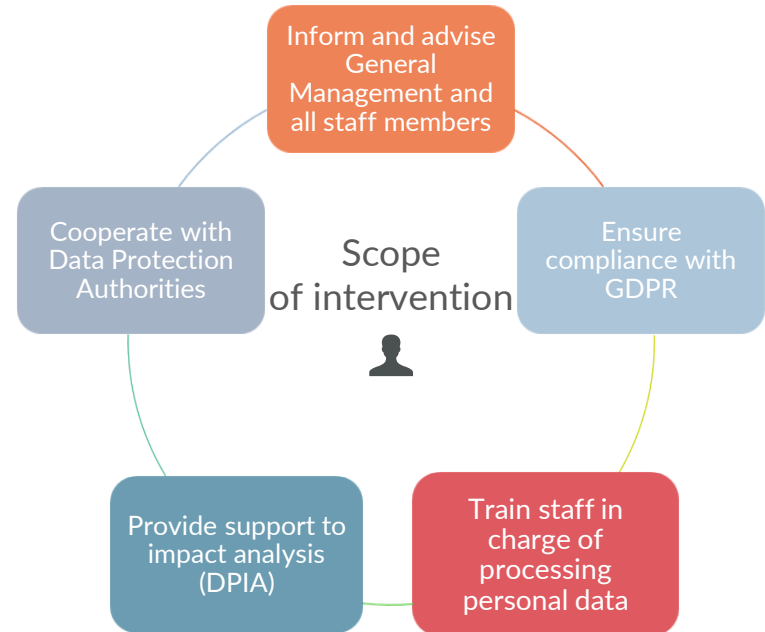 Inform and advise
General
Management and
all staff members
Cooperate with
Data Protection
Authorities
Scope
of intervention
Ensure
compliance with
GDPR
Provide support to
impact analysis
(DPIA)
Train staff in
charge of
processing
personal data